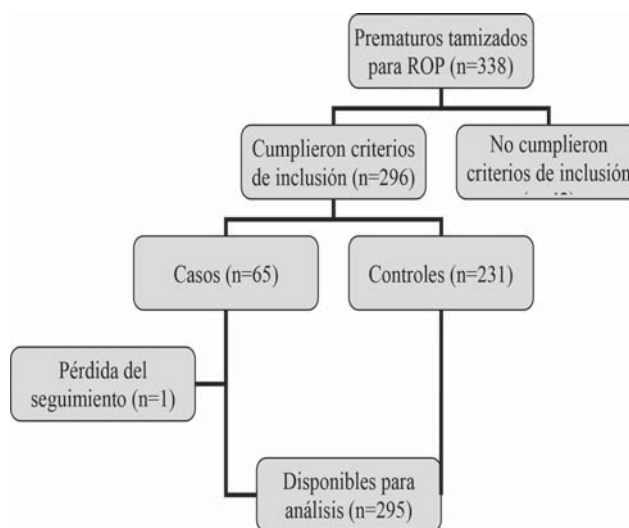 Prematuros tamizados
para ROP (n=338)
Cumplieron criterios
de inclusión (n=296)
No cumplieron
criterios de inclusión
Casos (n=65)
Controles (n=231)
Pérdida del
seguimiento (n=1)
Disponibles para
análisis (n=295)